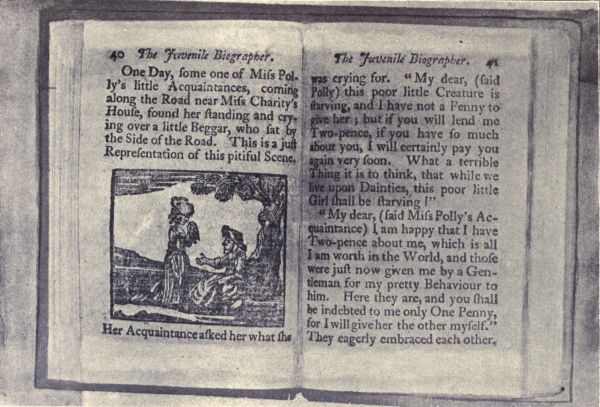 40 The Juvenile Biographer.
One Day, ſome one of Miſs Pol-
ly's little Acquaintances, coming
along the Road near Miſs Charity's
Houſe, found her ſtanding and cry-
ing over a little Beggar, who ſat by
the Side of the Road. This is a juſt
Repreſentation of this pitiful Scene.
Her Acquaintance aſked her what ſhe
The Juvenile Biographer. 41
was crying for. "My dear, (ſaid
Polly) this poor little Creature is
ſtarving, and I have not a Penny to
give her; but if you will lend me
Two-pence, if you have ſo much
about you, I will certainly pay you
again very ſoon. What a terrible
Thing it is to think, that while we
live upon Dainties, this poor little
Girl ſhall be ſtarving!"
"My dear, (ſaid Miſs Polly's Ac-
quaintance) I am happy that I have
Two-pence about me, which is all
I am worth in the World, and thoſe
were juſt now given me by a Gen-
tleman for my pretty Behaviour to
him. Here they are, and you ſhall
be indebted to me only One Penny,
for I will give her the other myſelf."
They eagerly embraced each other,